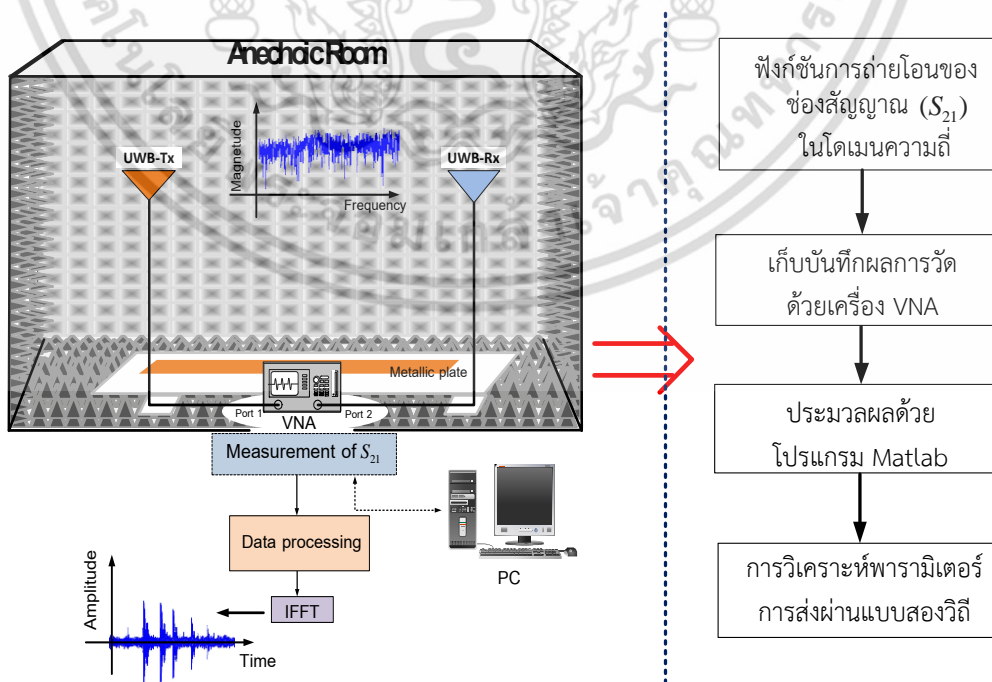 Anechoic Room
UWB-Tx
UWB-Rx
Magnetude
Frequency
Metallic plate
Port 1
Port 2
VNA
Measurement of S21
Data processing
IFFT
PC
Amplitude
Time
ฟังก์ชันการถ่ายโอนของ
ช่องสัญญาณ (S21)
ในโดเมนความถี่
เก็บบันทึกผลการวัด
ด้วยเครื่อง VNA
ประมวลผลด้วย
โปรแกรม Matlab
การวิเคราะห์พารามิเตอร์
การส่งผ่านแบบสองวิถี